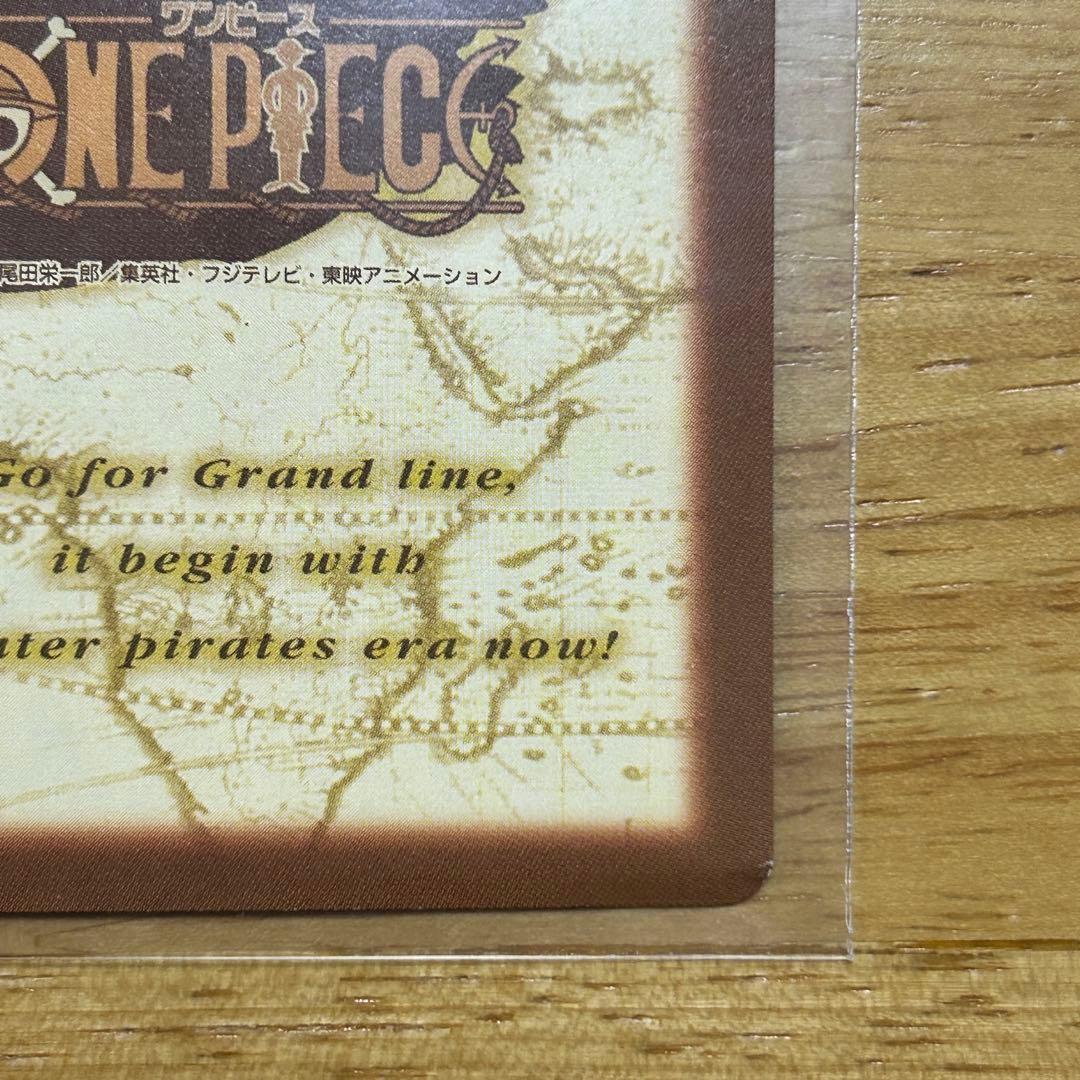 ワンピース
ONE PIECE
尾田栄一郎/集英社・フジテレビ・東映アニメーション
Go for Grand line,
it begin with
pirates era now!